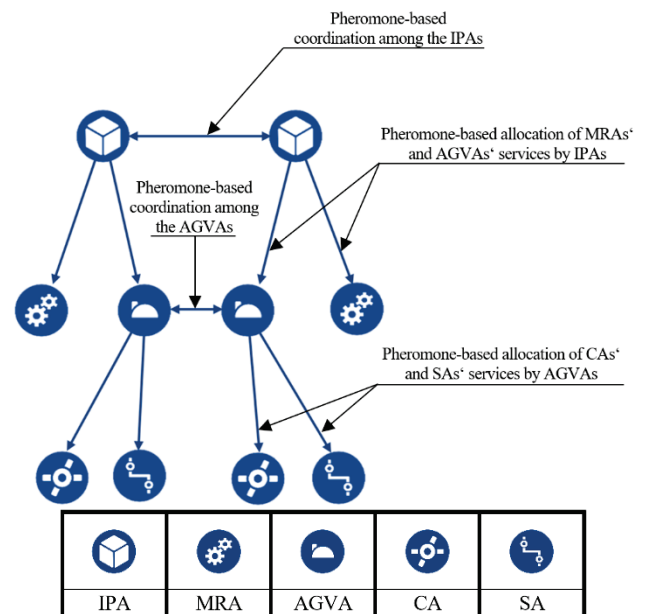 Pheromone-based
coordination among the IPAs
Pheromone-based allocation of MRAs‘
and AGVAs‘ services by IPAs
Pheromone-based
coordination among
the AGVAs
Pheromone-based allocation of CAs‘
and SAs‘ services by AGVAs
IPA MRA AGVA CA SA